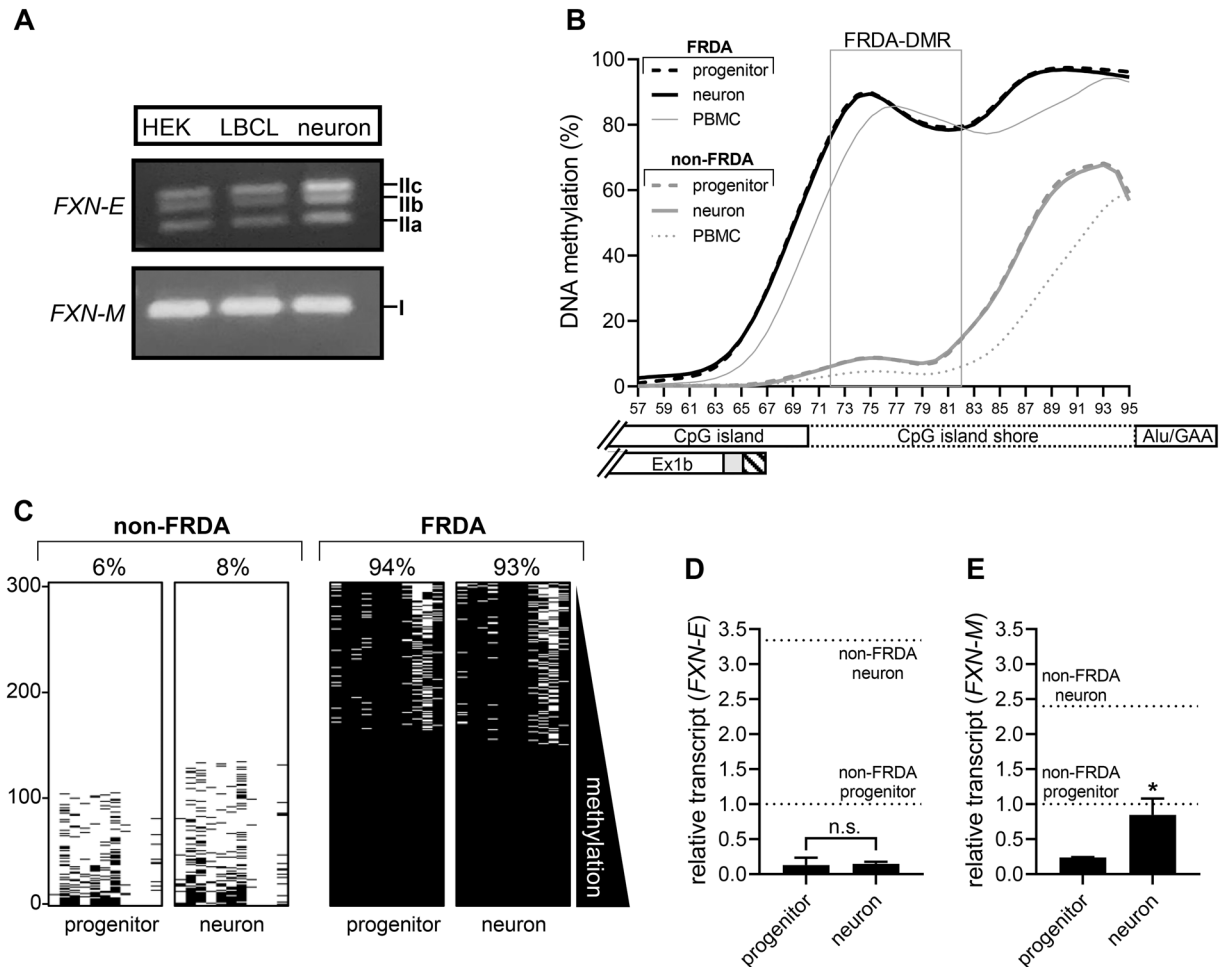 A
HEK LBCL neuron
FXN-E
IIc
IIb
IIa
FXN-M
I
B
FRDA-DMR
FRDA
progenitor
neuron
PBMC
non-FRDA
progenitor
neuron
PBMC
DNA methylation (%)
100
80
60
40
20
0
57 59 61 63 65 67 69 71 73 75 77 79 81 83 85 87 89 91 93 95
CpG island CpG island shore Alu/GAA
Ex1b
C
non-FRDA FRDA
6% 8% 94% 93%
300
200
100
0
methylation
progenitor neuron progenitor neuron
D
relative transcript (FXN-E)
3.5
3.0
2.5
2.0
1.5
1.0
0.5
0.0
non-FRDA
neuron
non-FRDA
progenitor
n.s.
progenitor
neuron
E
relative transcript (FXN-M)
3.5
3.0
2.5
2.0
1.5
1.0
0.5
0.0
non-FRDA
neuron
non-FRDA
progenitor
*
progenitor
neuron